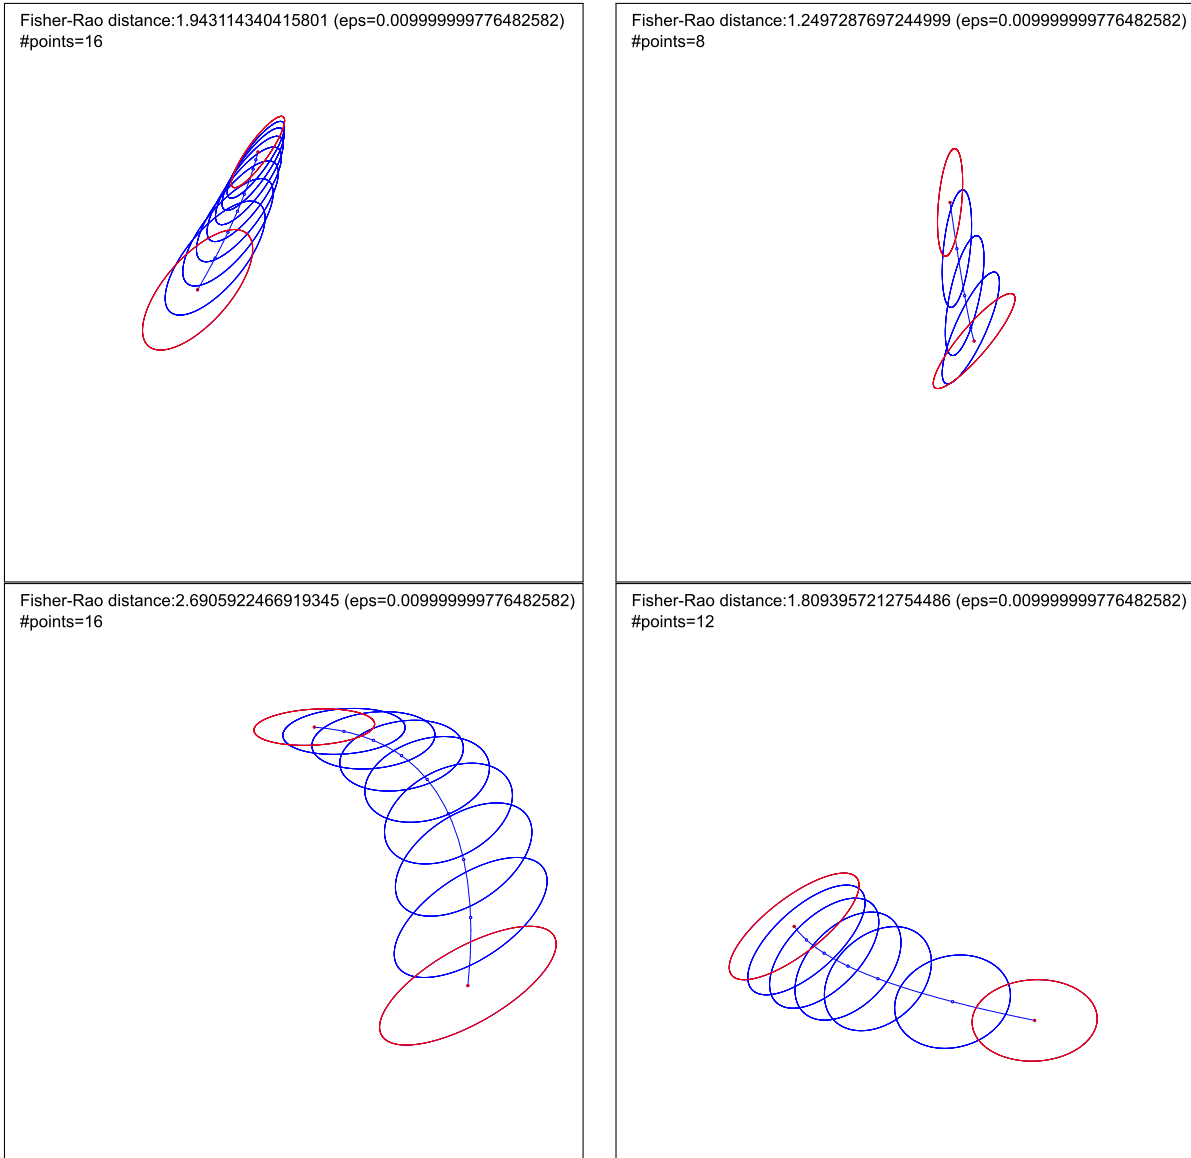 Fisher-Rao distance:1.943114340415801 (eps=0.009999999776482582)
#points=16
Fisher-Rao distance:1.2497287697244999 (eps=0.009999999776482582)
#points=8
Fisher-Rao distance:2.6905922466919345 (eps=0.009999999776482582)
#points=16
Fisher-Rao distance:1.8093957212754486 (eps=0.009999999776482582)
#points=12